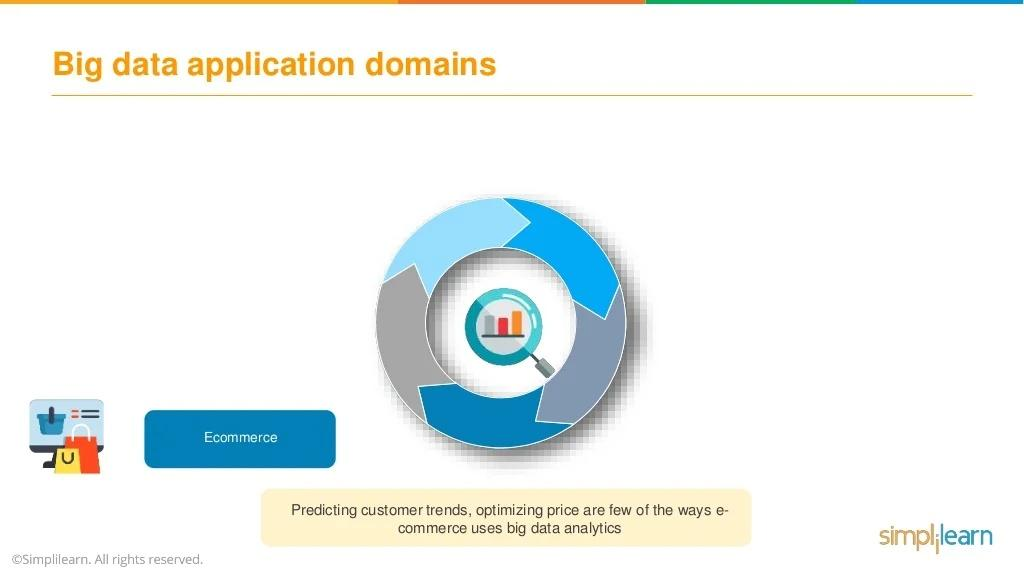 Big data application domains
Ecommerce
Predicting customer trends, optimizing price are few of the ways e-
commerce uses big data analytics
simplilearn
©Simplilearn. All rights reserved.